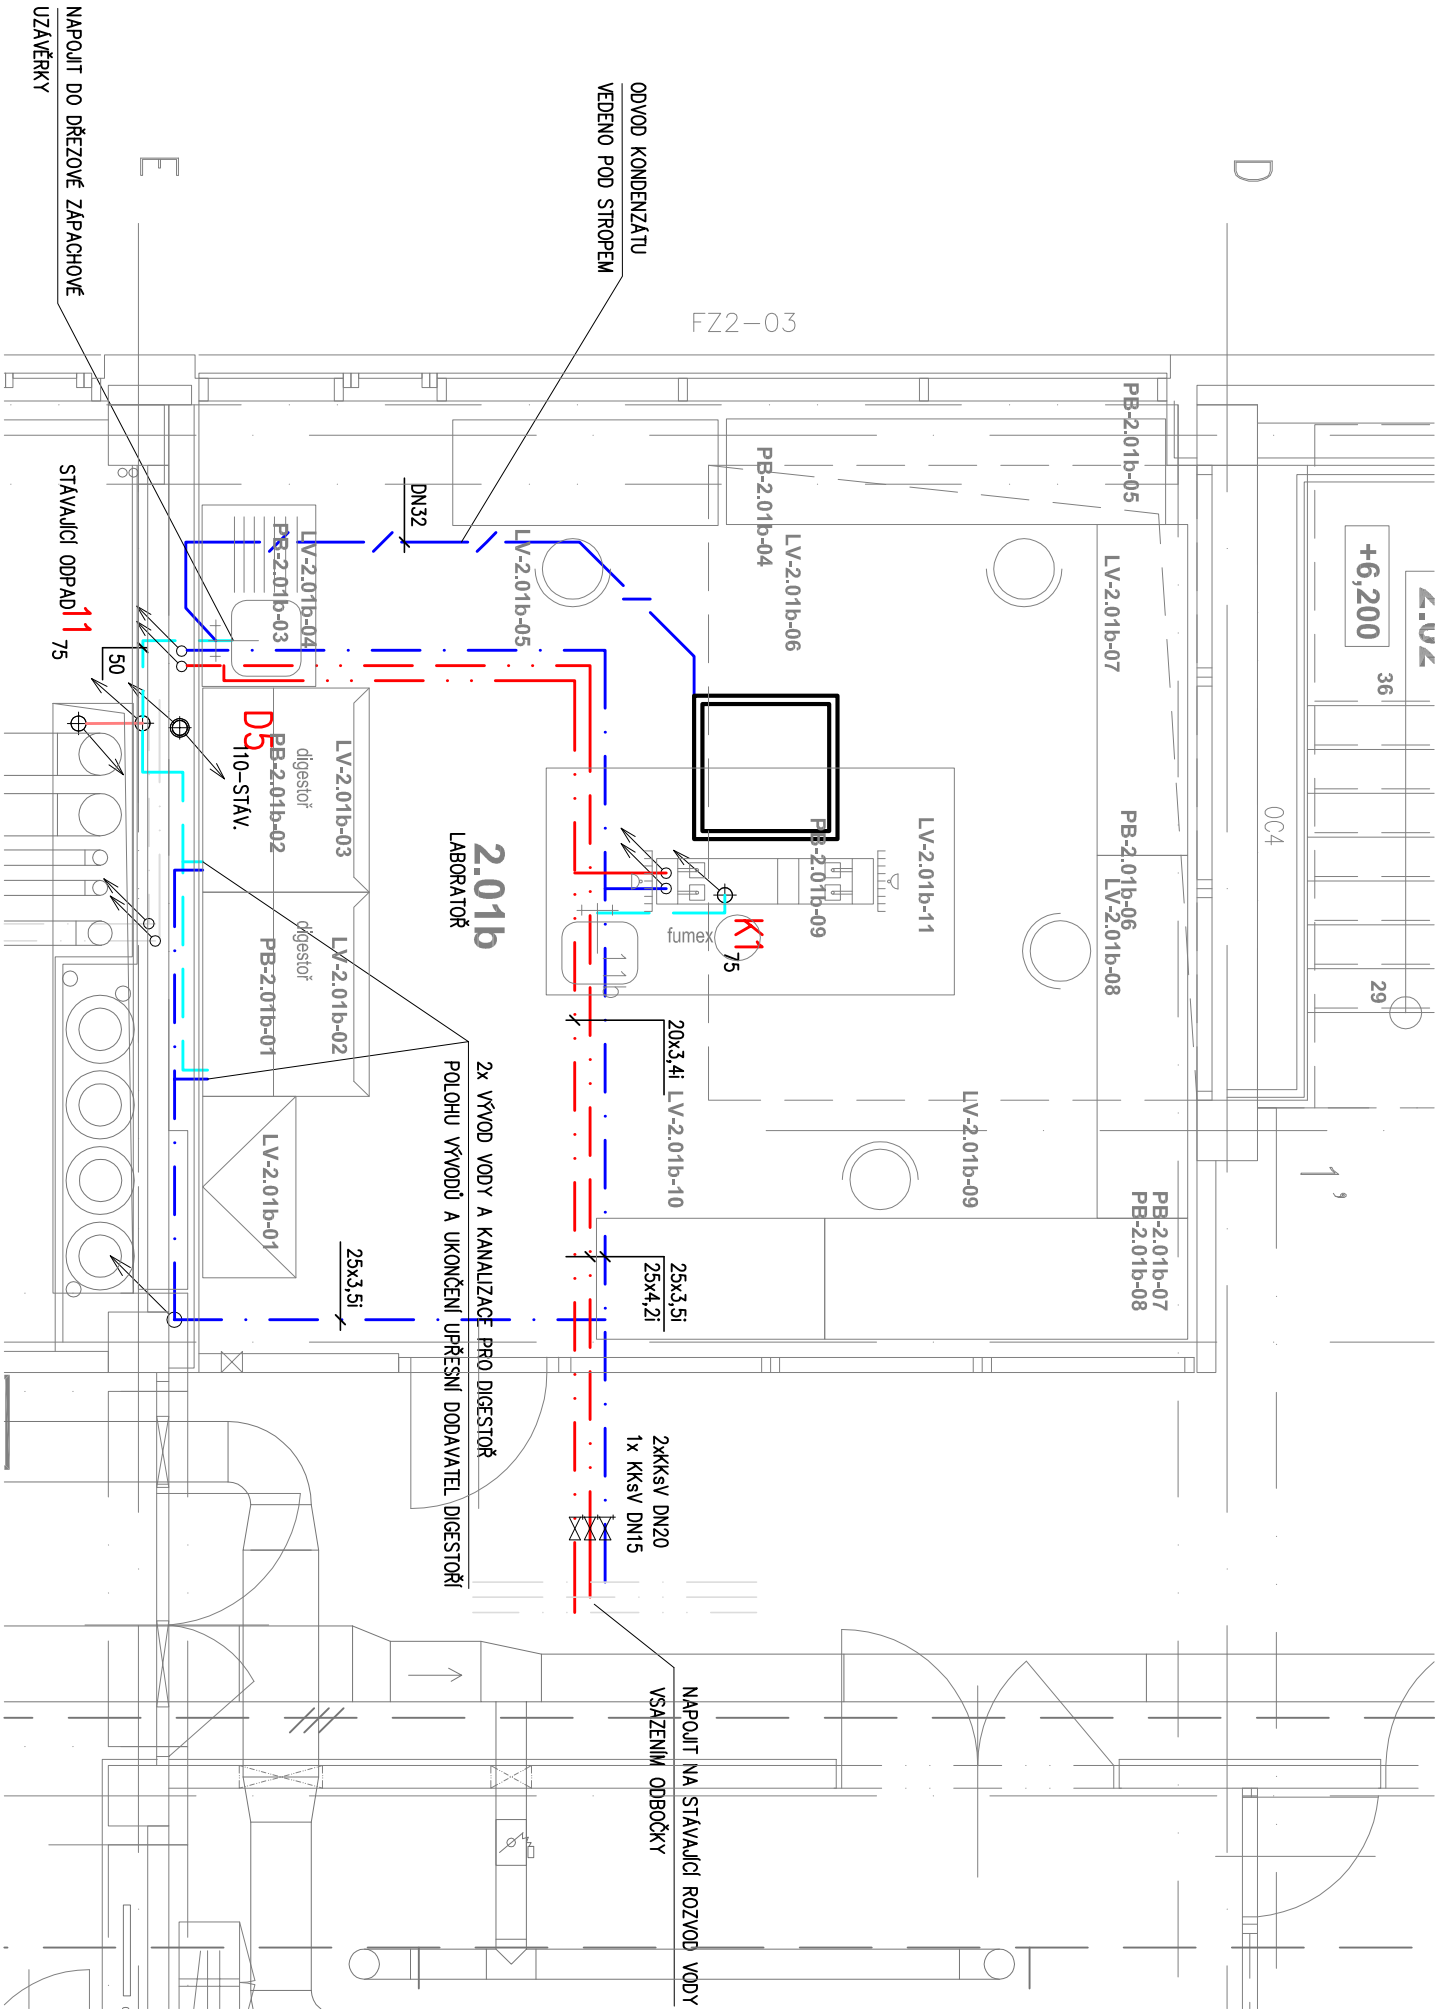 NAPOJIT DO DŘEZOVÉ ZÁPACHOVÉ
UZÁVĚRKY
ODVOD KONDENZÁTU
VEDENO POD STROPEM
E
D
FZ2-03
STÁVAJÍCÍ ODPAD
11
75
50
DN32
D5
110-STÁV.
LV-2.01b-04
PB-2.01b-03
LV-2.01b-05
PB-2.01b-04
LV-2.01b-06
PB-2.01b-05
LV-2.01b-07
+6,200
2.02
36
29
OC4
LV-2.01b-03
digestoř
PB-2.01b-02
LV-2.01b-02
digestoř
PB-2.01b-01
LV-2.01b-01
2.01b
LABORATOŘ
LV-2.01b-11
PB-2.01b-09
fumex
K1
75
PB-2.01b-06
LV-2.01b-08
20x3,4i
LV-2.01b-10
LV-2.01b-09
PB-2.01b-07
PB-2.01b-08
1,
25x3,5i
25x3,5i
25x4,2i
2x VÝVOD VODY A KANALIZACE PRO DIGESTOŘ
POLOHU VÝVODŮ A UKONČENÍ UPŘESNÍ DODAVATEL DIGESTOŘÍ
2xKKsV DN20
1x KKsV DN15
NAPOJIT NA STÁVAJÍCÍ ROZVOD VODY
VSAZENÍM ODBOČKY